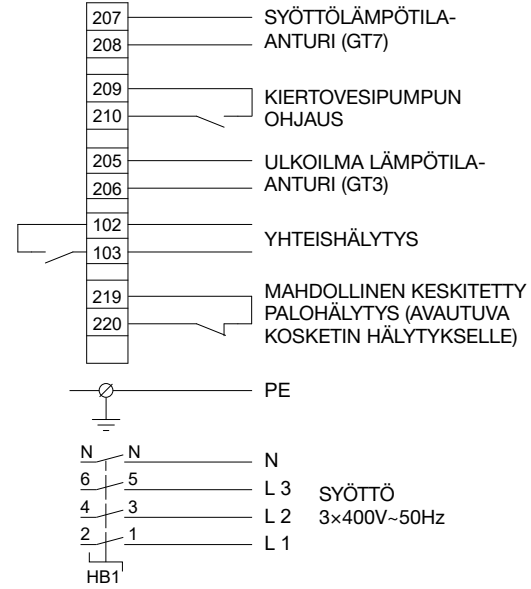 207
SYÖTTÖLÄMPÖTILA-
208
ANTURI (GT7)
209
KIERTOVESIPUMPUN
210
OHJAUS
205
ULKOILMA LÄMPÖTILA-
206
ANTURI (GT3)
102
YHTEISHÄLYTYS
103
219
MAHDOLLINEN KESKITETTY
PALOHÄLYTYS (AVAUTUVA
220
KOSKETIN HÄLYTYKSELLE)
PE
N N N
6 5 L 3
SYÖTTÖ
4 3 L 2
3×400V~50Hz
2 1 L 1
HB1